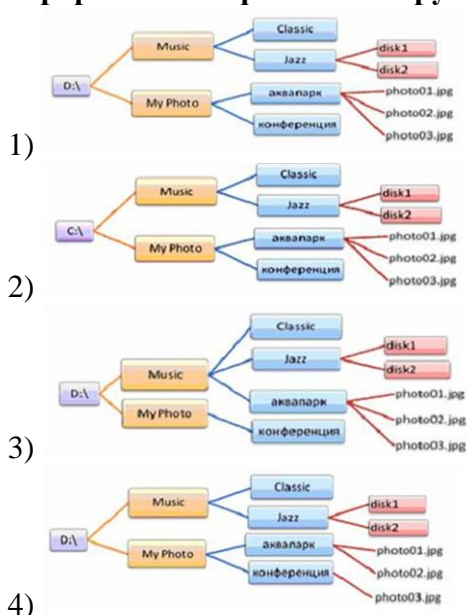 Classic
Music
Jazz
disk1
disk2
D:\
My Photo
аквапарк
photo01.jpg
photo02.jpg
конференция
photo03.jpg
1)
Classic
Music
Jazz
disk1
disk2
C:\
My Photo
аквапарк
photo01.jpg
photo02.jpg
конференция
photo03.jpg
2)
Classic
Jazz
disk1
disk2
Music
D:\
My Photo
аквапарк
photo01.jpg
photo02.jpg
конференция
photo03.jpg
3)
Classic
Music
Jazz
disk1
disk2
D:\
My Photo
аквапарк
photo01.jpg
photo02.jpg
конференция
photo03.jpg
4)